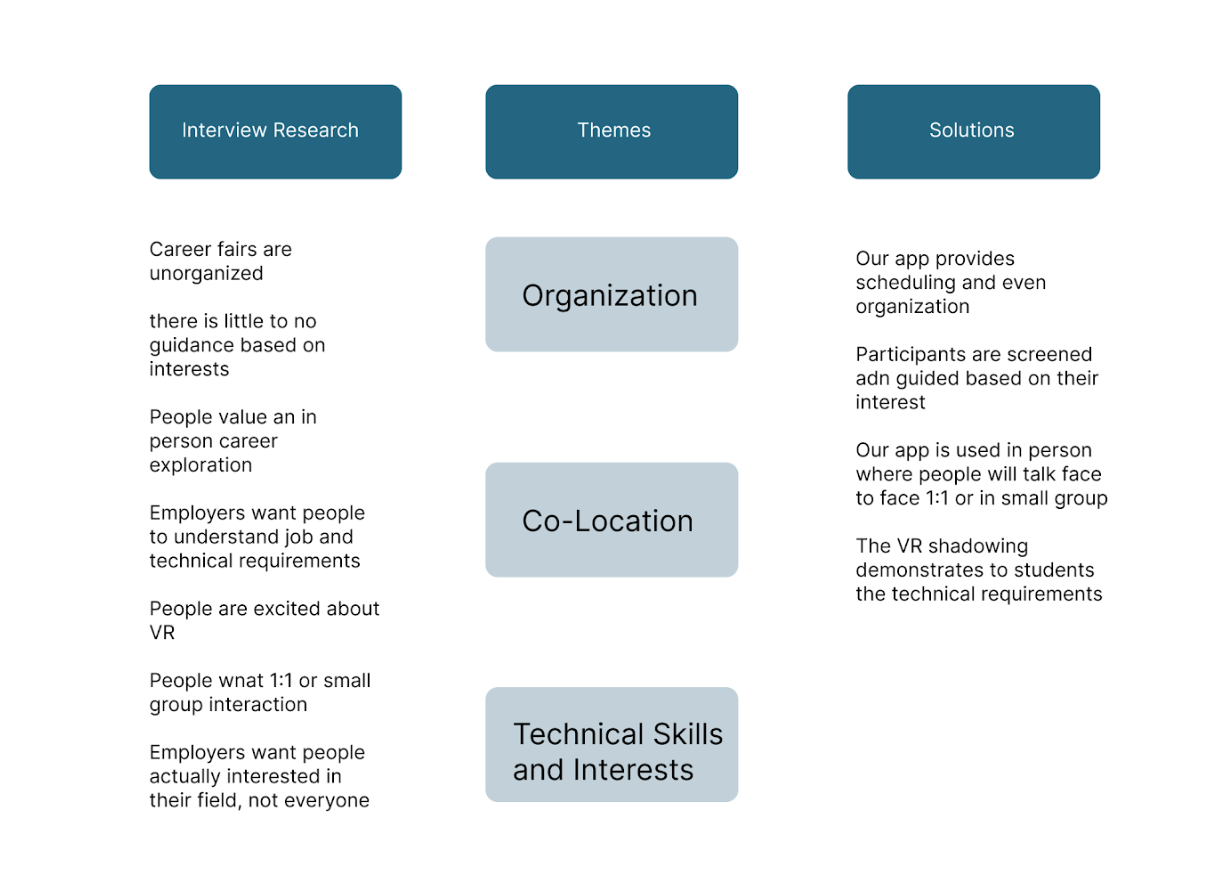 Interview Research
Themes
Solutions
Career fairs are
unorganized
there is little to no
guidance based on
interests
People value an in
person career
exploration
Employers want people
to understand job and
technical requirements
People are excited about
VR
People wnat 1:1 or small
group interaction
Employers want people
actually interested in
their field, not everyone
Organization
Co-Location
Technical Skills
and Interests
Our app provides
scheduling and even
organization
Participants are screened
adn guided based on their
interest
Our app is used in person
where people will talk face
to face 1:1 or in small group
The VR shadowing
demonstrates to students
the technical requirements